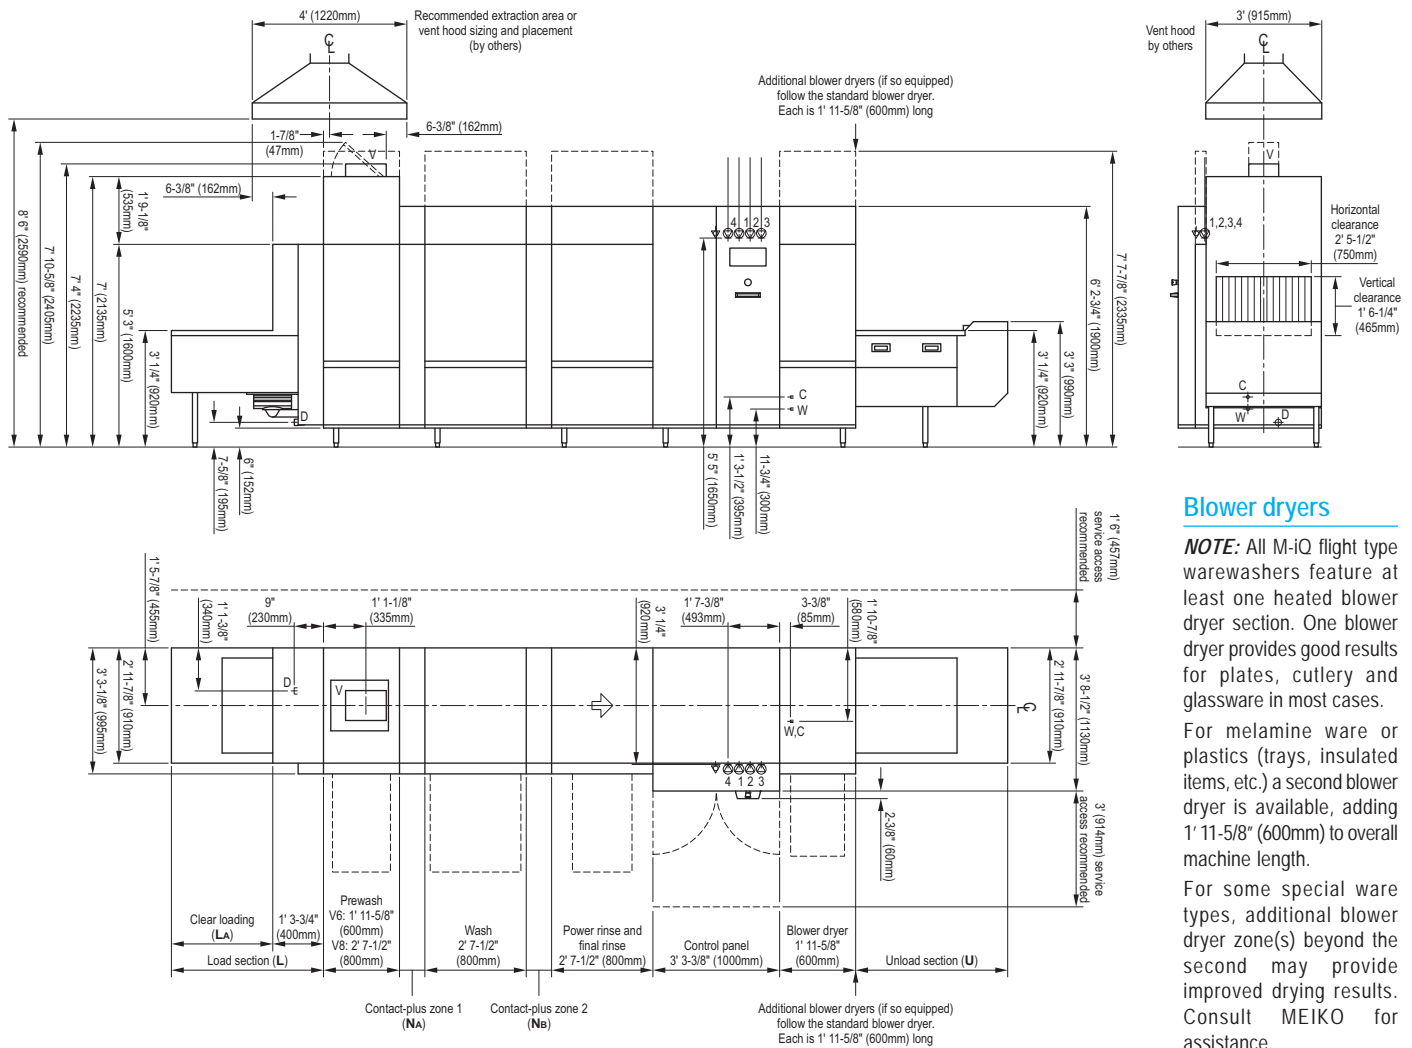 4' (1220mm)
Recommended extraction area or
vent hood sizing and placement
(by others)
CL
3' (915mm)
Vent hood
by others
CL
Additional blower dryers (if so equipped)
follow the standard blower dryer.
Each is 1' 11-5/8" (600mm) long
1-7/8"
(47mm)
6-3/8" (162mm)
V
6-3/8" (162mm)
1' 9-1/8"
(535mm)
8' 6" (2590mm) recommended
7' 10-5/8" (2405mm)
7' 4" (2235mm)
7' (2135mm)
5' 3" (1600mm)
3' 1/4" (920mm)
4 1 2 3
D
7-5/8" (195mm)
6" (152mm)
C
W
5' 5" (1650mm)
1' 3-1/2" (395mm)
11-3/4" (300mm)
3' 1/4" (920mm)
3' 3" (990mm)
6' 2-3/4" (1900mm)
7' 7-7/8" (2335mm)
V
1,2,3,4
Horizontal
clearance
2' 5-1/2"
(750mm)
Vertical
clearance
1' 6-1/4"
(465mm)
C
W
D
1' 6" (457mm)
service access
recommended
1' 5-7/8" (455mm)
1' 1-3/8"
(340mm)
9"
(230mm)
1' 1-1/8"
(335mm)
3' 1/4"
(920mm)
1' 7-3/8"
(493mm)
3-3/8"
(85mm)
1' 10-7/8"
(580mm)
3' 3-1/8" (995mm)
2' 11-7/8" (910mm)
D
V
W,C
CL
2' 11-7/8" (910mm)
3' 8-1/2" (1130mm)
4 1 2 3
2-3/8" (60mm)
3' (914mm) service
access recommended
Clear loading
(LA)
1' 3-3/4"
(400mm)
Load section (L)
Prewash
V6: 1' 11-5/8"
(600mm)
V8: 2' 7-1/2"
(800mm)
Wash
2' 7-1/2"
(800mm)
Power rinse and
final rinse
2' 7-1/2" (800mm)
Control panel
3' 3-3/8" (1000mm)
Blower dryer
1' 11-5/8"
(600mm)
Unload section (U)
Contact-plus zone 1
(NA)
Contact-plus zone 2
(NB)
Additional blower dryers (if so equipped)
follow the standard blower dryer.
Each is 1' 11-5/8" (600mm) long
Blower dryers
NOTE: All M-iQ flight type
warewashers feature at
least one heated blower
dryer section. One blower
dryer provides good results
for plates, cutlery and
glassware in most cases.
For melamine ware or
plastics (trays, insulated
items, etc.) a second blower
dryer is available, adding
1' 11-5/8" (600mm) to overall
machine length.
For some special ware
types, additional blower
dryer zone(s) beyond the
second may provide
improved drying results.
Consult MEIKO for
assistance.